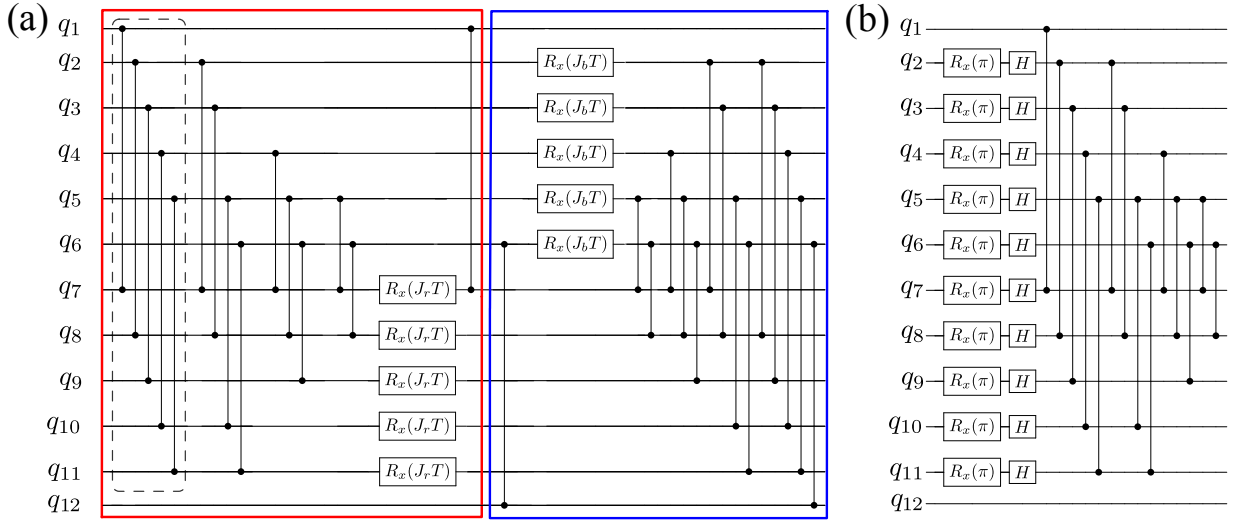 (a)
q1
q2 Rx(JbT)
q3 Rx(JbT)
q4 Rx(JbT)
q5 Rx(JbT)
q6 Rx(JbT)
q7 Rx(JrT)
q8 Rx(JrT)
q9 Rx(JrT)
q10 Rx(JrT)
q11 Rx(JrT)
q12
(b)
q1
q2 Rx(π) H
q3 Rx(π) H
q4 Rx(π) H
q5 Rx(π) H
q6 Rx(π) H
q7 Rx(π) H
q8 Rx(π) H
q9 Rx(π) H
q10 Rx(π) H
q11 Rx(π) H
q12